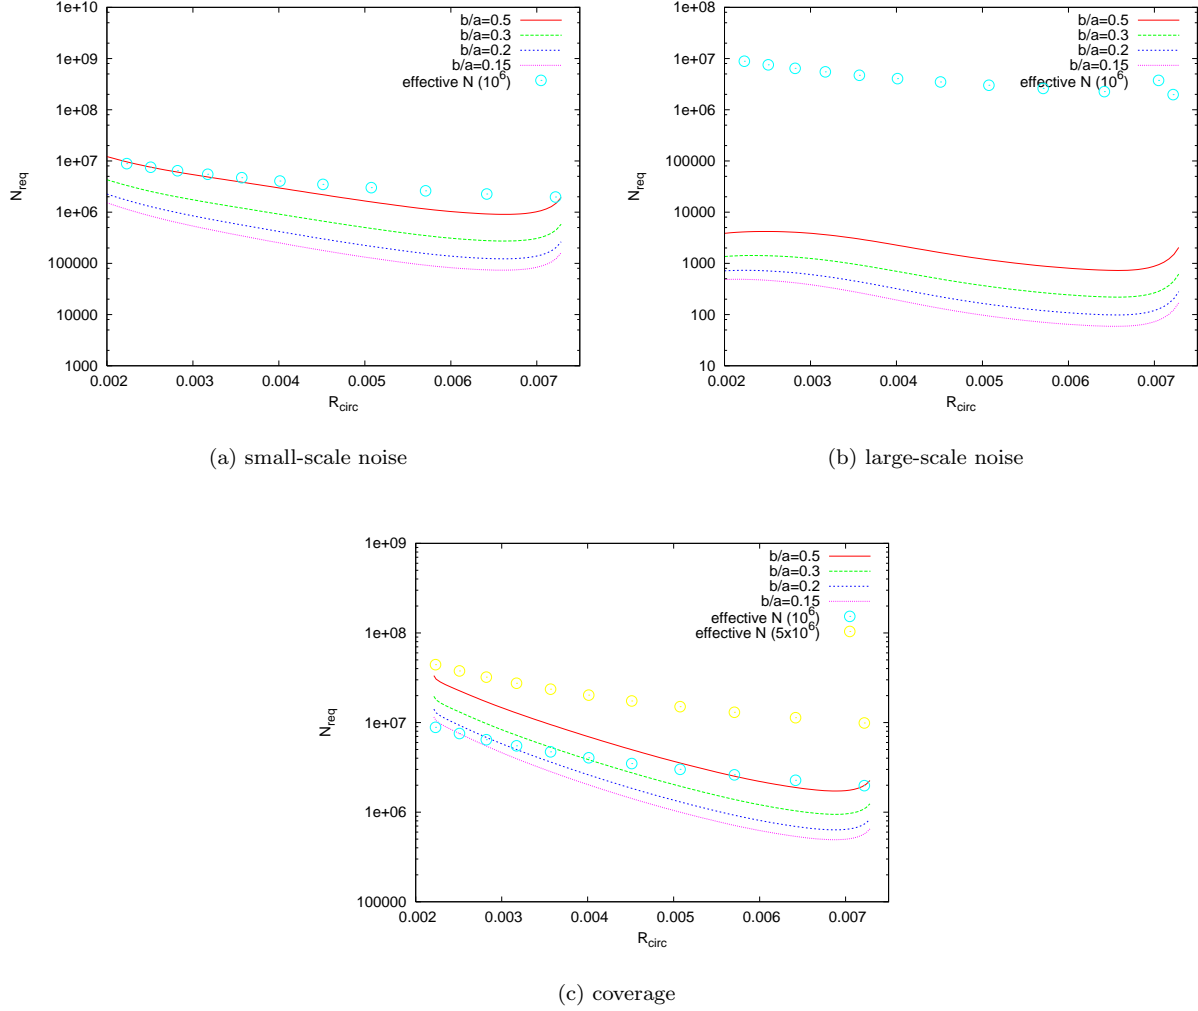 1e+10
1e+09
1e+08
1e+07
1e+06
100000
10000
1000
N_req
0.002 0.003 0.004 0.005 0.006 0.007
R_circ
b/a=0.5
b/a=0.3
b/a=0.2
b/a=0.15
effective N (10^6)
(a) small-scale noise
1e+08
1e+07
1e+06
100000
10000
1000
100
10
N_req
0.002 0.003 0.004 0.005 0.006 0.007
R_circ
b/a=0.5
b/a=0.3
b/a=0.2
b/a=0.15
effective N (10^6)
(b) large-scale noise
1e+09
1e+08
1e+07
1e+06
100000
N_req
0.002 0.003 0.004 0.005 0.006 0.007
R_circ
b/a=0.5
b/a=0.3
b/a=0.2
b/a=0.15
effective N (10^6)
effective N (5x10^6)
(c) coverage